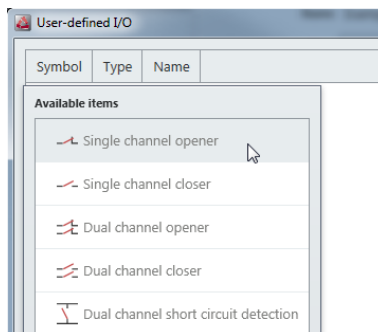 User-defined I/O
Symbol Type Name
Available items
Single channel opener
Single channel closer
Dual channel opener
Dual channel closer
Dual channel short circuit detection